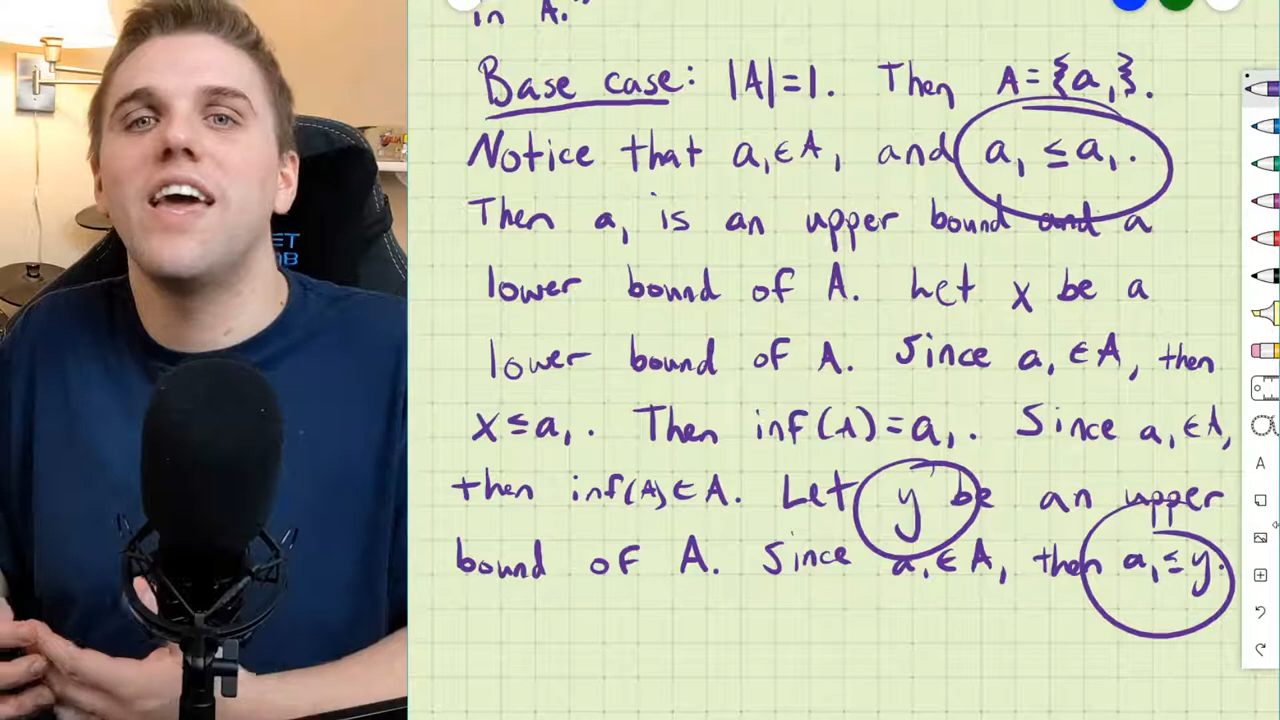 in A."
Base case: |A|=1. Then A={a₁}.
Notice that a₁∈A, and a₁ ≤ a₁.
Then a₁ is an upper bound and a
lower bound of A. Let x be a
lower bound of A. Since a₁∈A, then
x≤a₁. Then inf(A)=a₁. Since a₁∈A,
then inf(A)∈A. Let y be an upper
bound of A. Since a₁∈A, then a₁≤y.
A